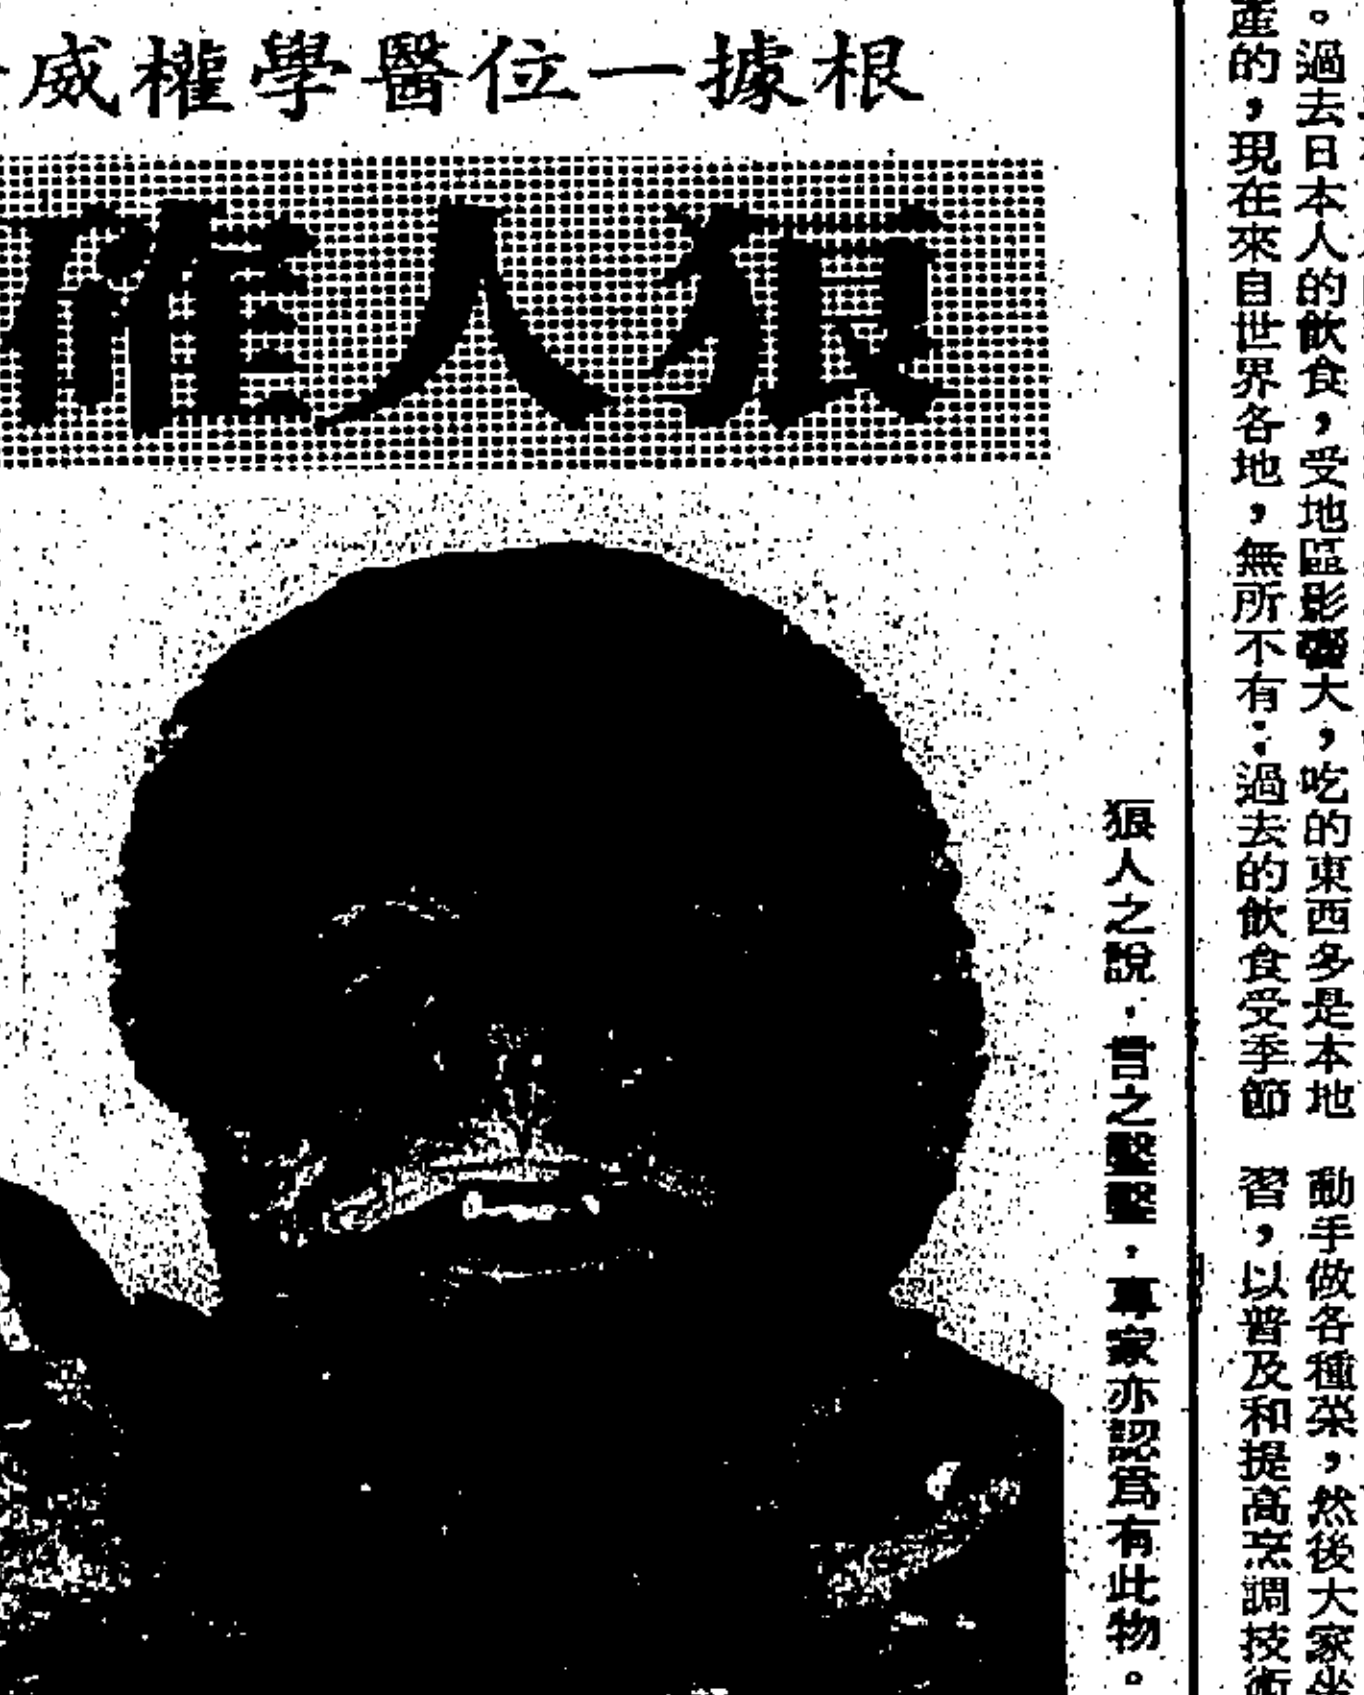 根據一位醫學權威
狼人確
狼人之說，言之鑿鑿，專家亦認爲有此物。
。過去日本人的飲食，受地區影響大，吃的東西多是本地
產的，現在來自世界各地，無所不有；過去的飲食受季節
動手做各種菜，然後大家坐
習，以普及和提高烹調技術